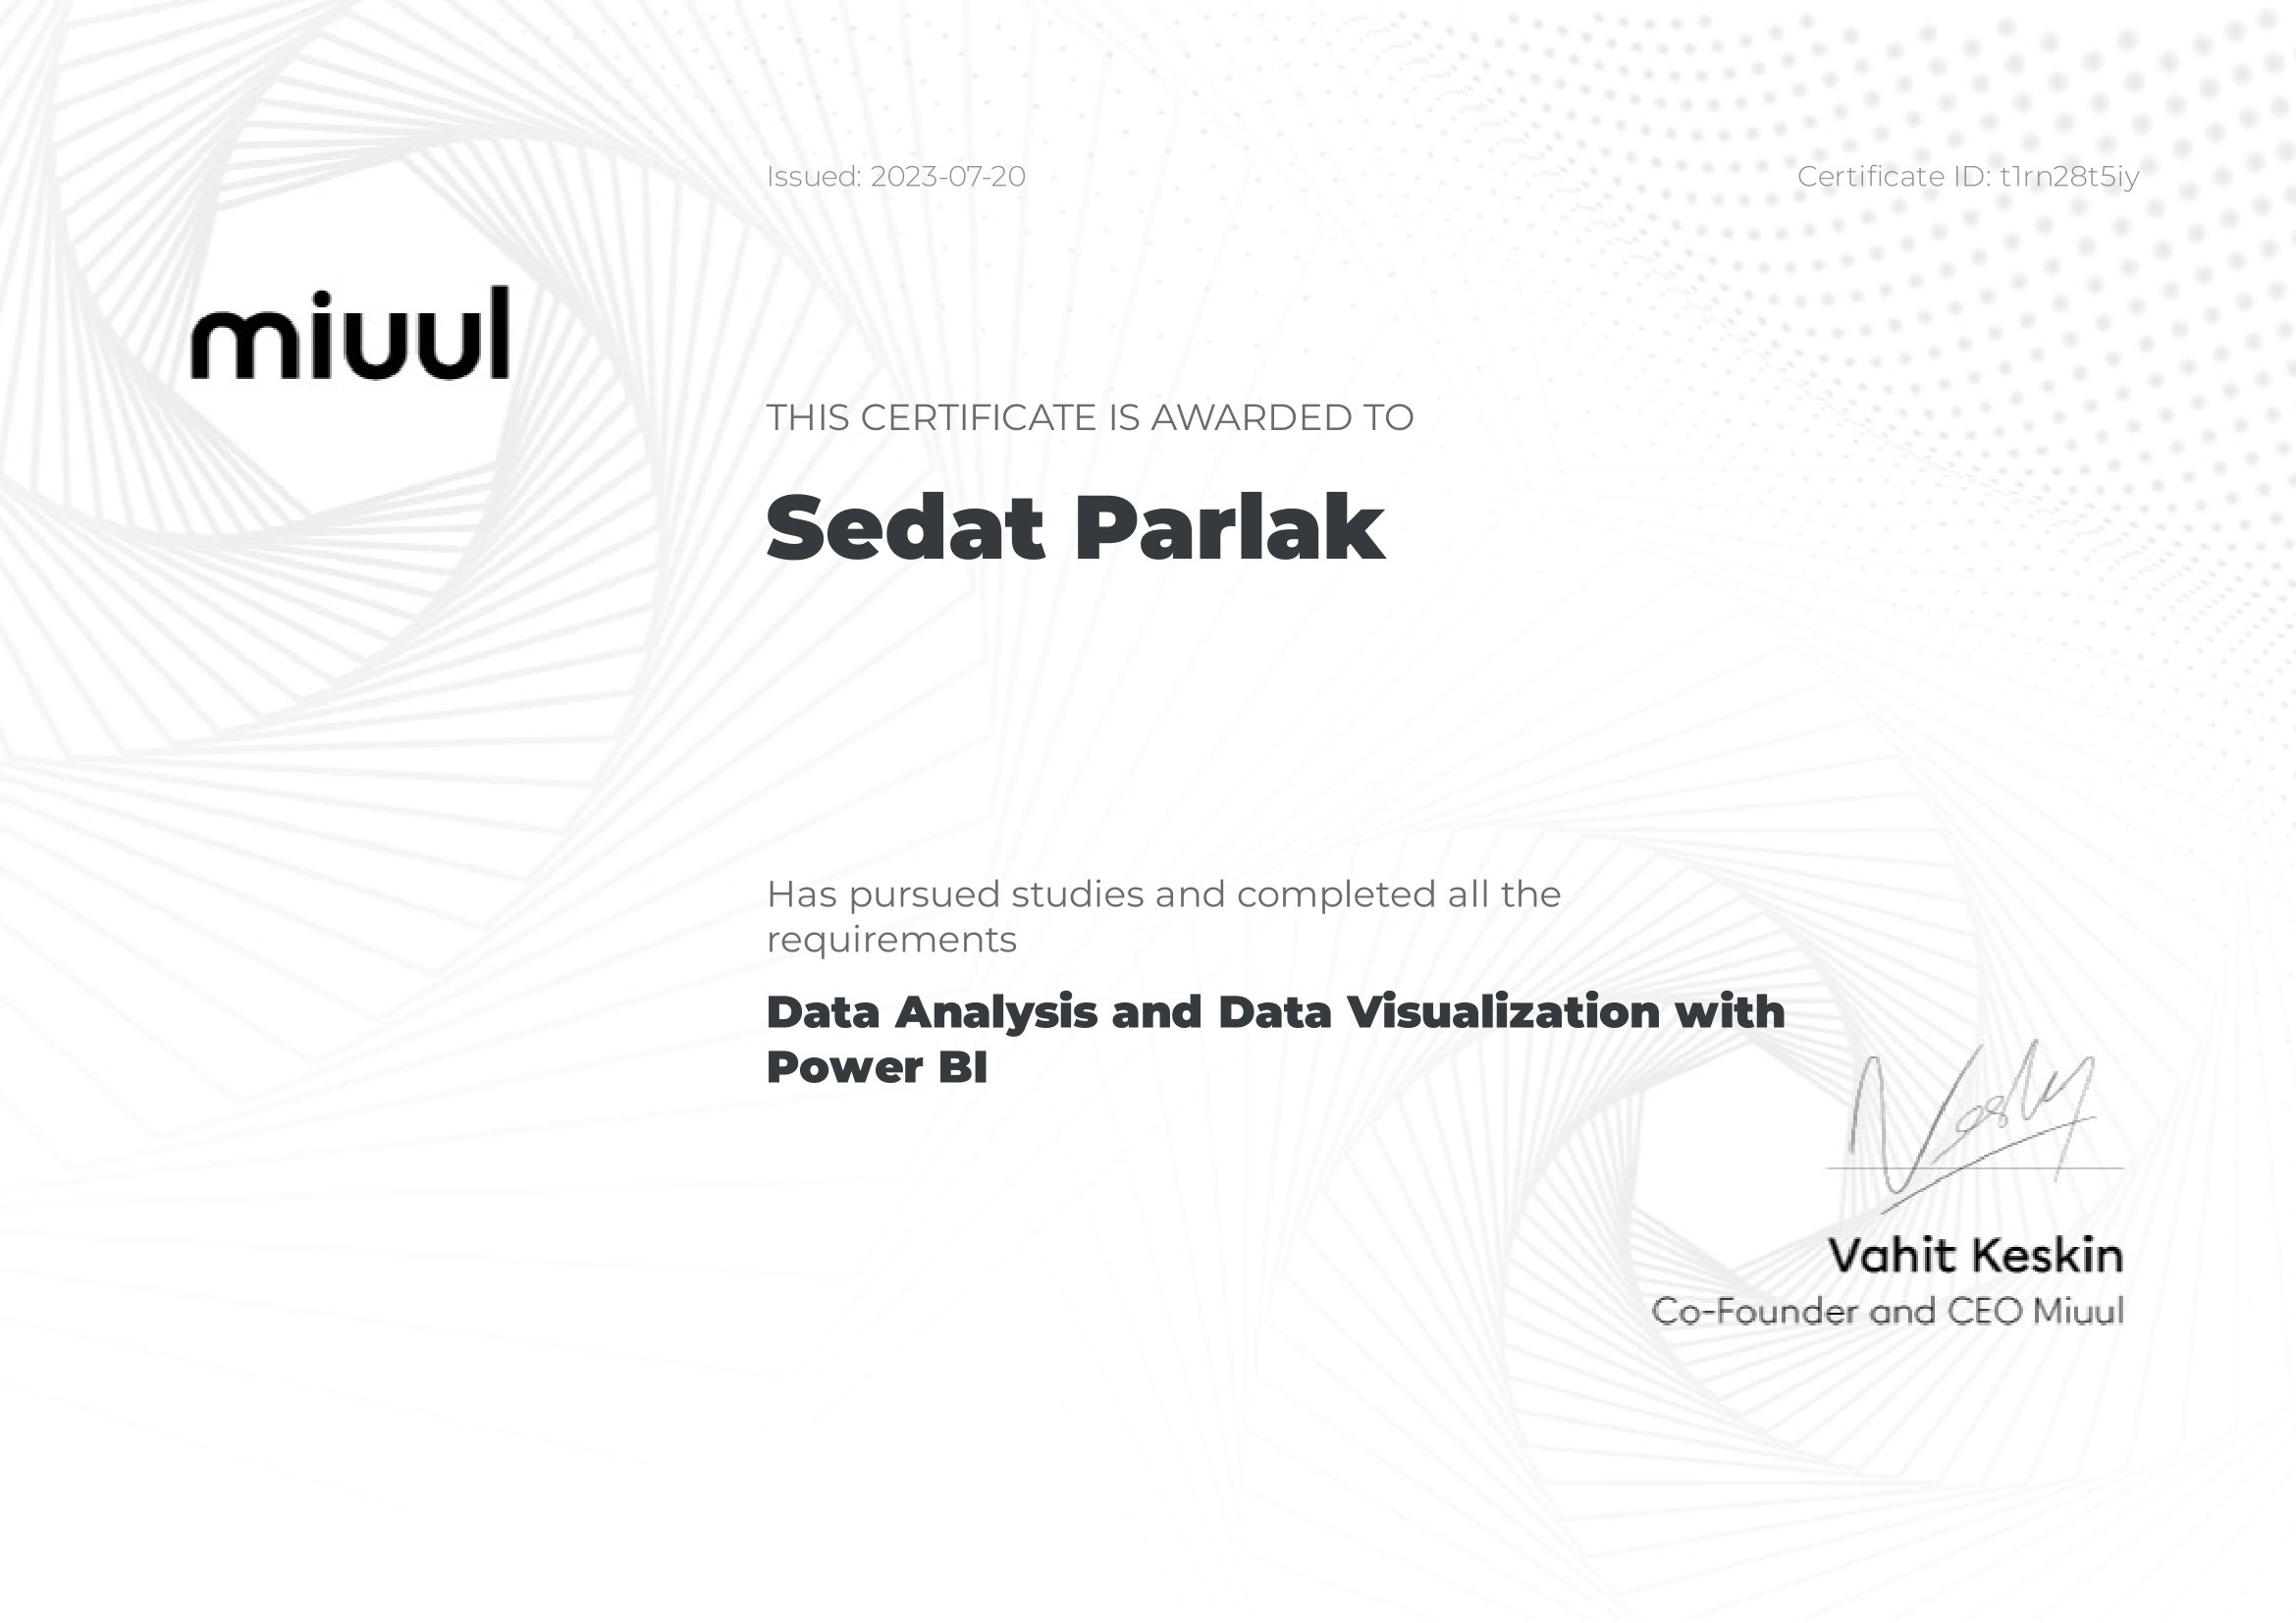 Issued: 2023-07-20
Certificate ID: t1rn28t5iy
miuul
THIS CERTIFICATE IS AWARDED TO
Sedat Parlak
Has pursued studies and completed all the
requirements
Data Analysis and Data Visualization with
Power BI
Vahit Keskin
Co-Founder and CEO Miuul